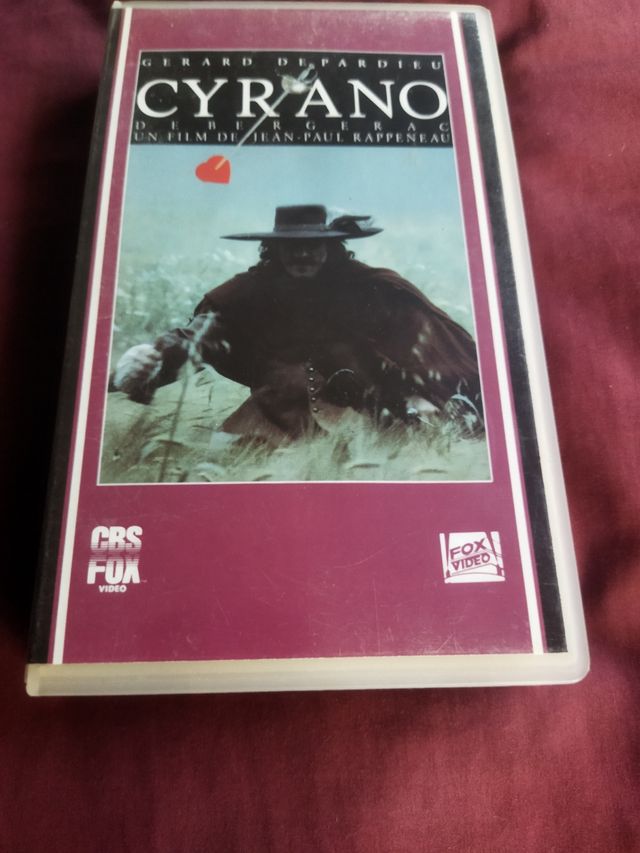 GERARD DEPARDIEU
CYRANO
DE BERGERAC
UN FILM DE JEAN-PAUL RAPPENEAU
CBS
FOX
VIDEO
FOX
VIDEO